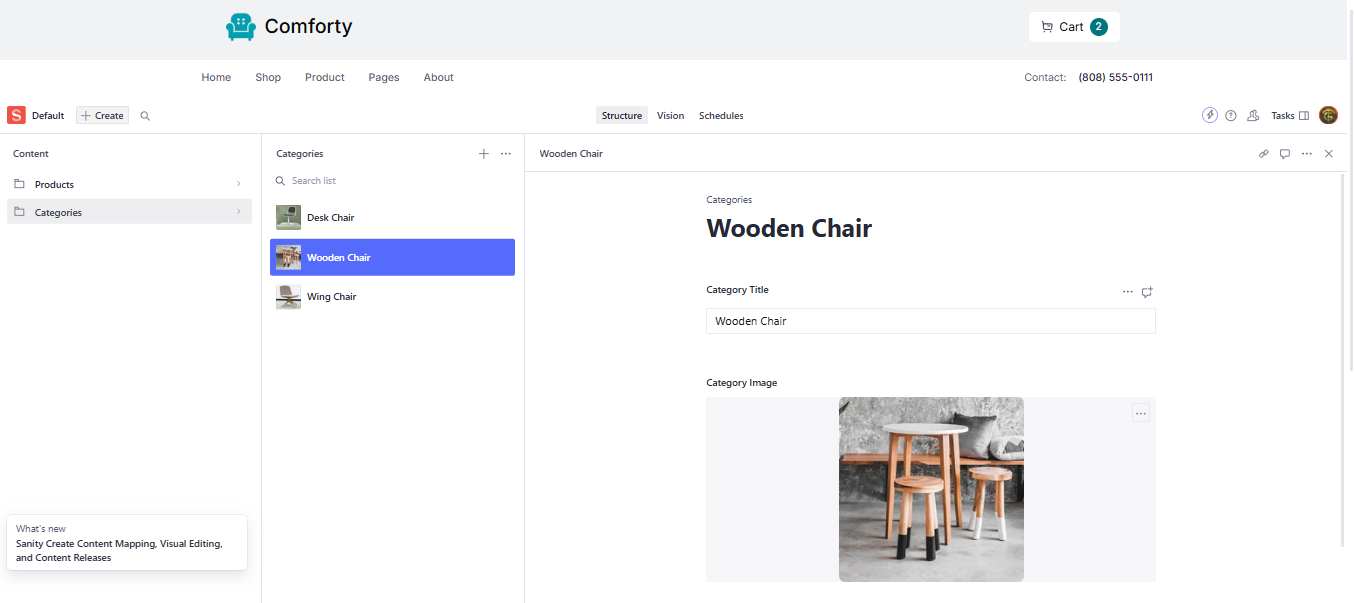 Comforty
Cart 2
Home Shop Product Pages About
Contact: (808) 555-0111
S Default Create
Structure Vision Schedules
Tasks
Content
Products
Categories
Categories
Search list
Desk Chair
Wooden Chair
Wing Chair
Wooden Chair
Categories
Wooden Chair
Category Title
Wooden Chair
Category Image
What's new
Sanity Create Content Mapping, Visual Editing,
and Content Releases